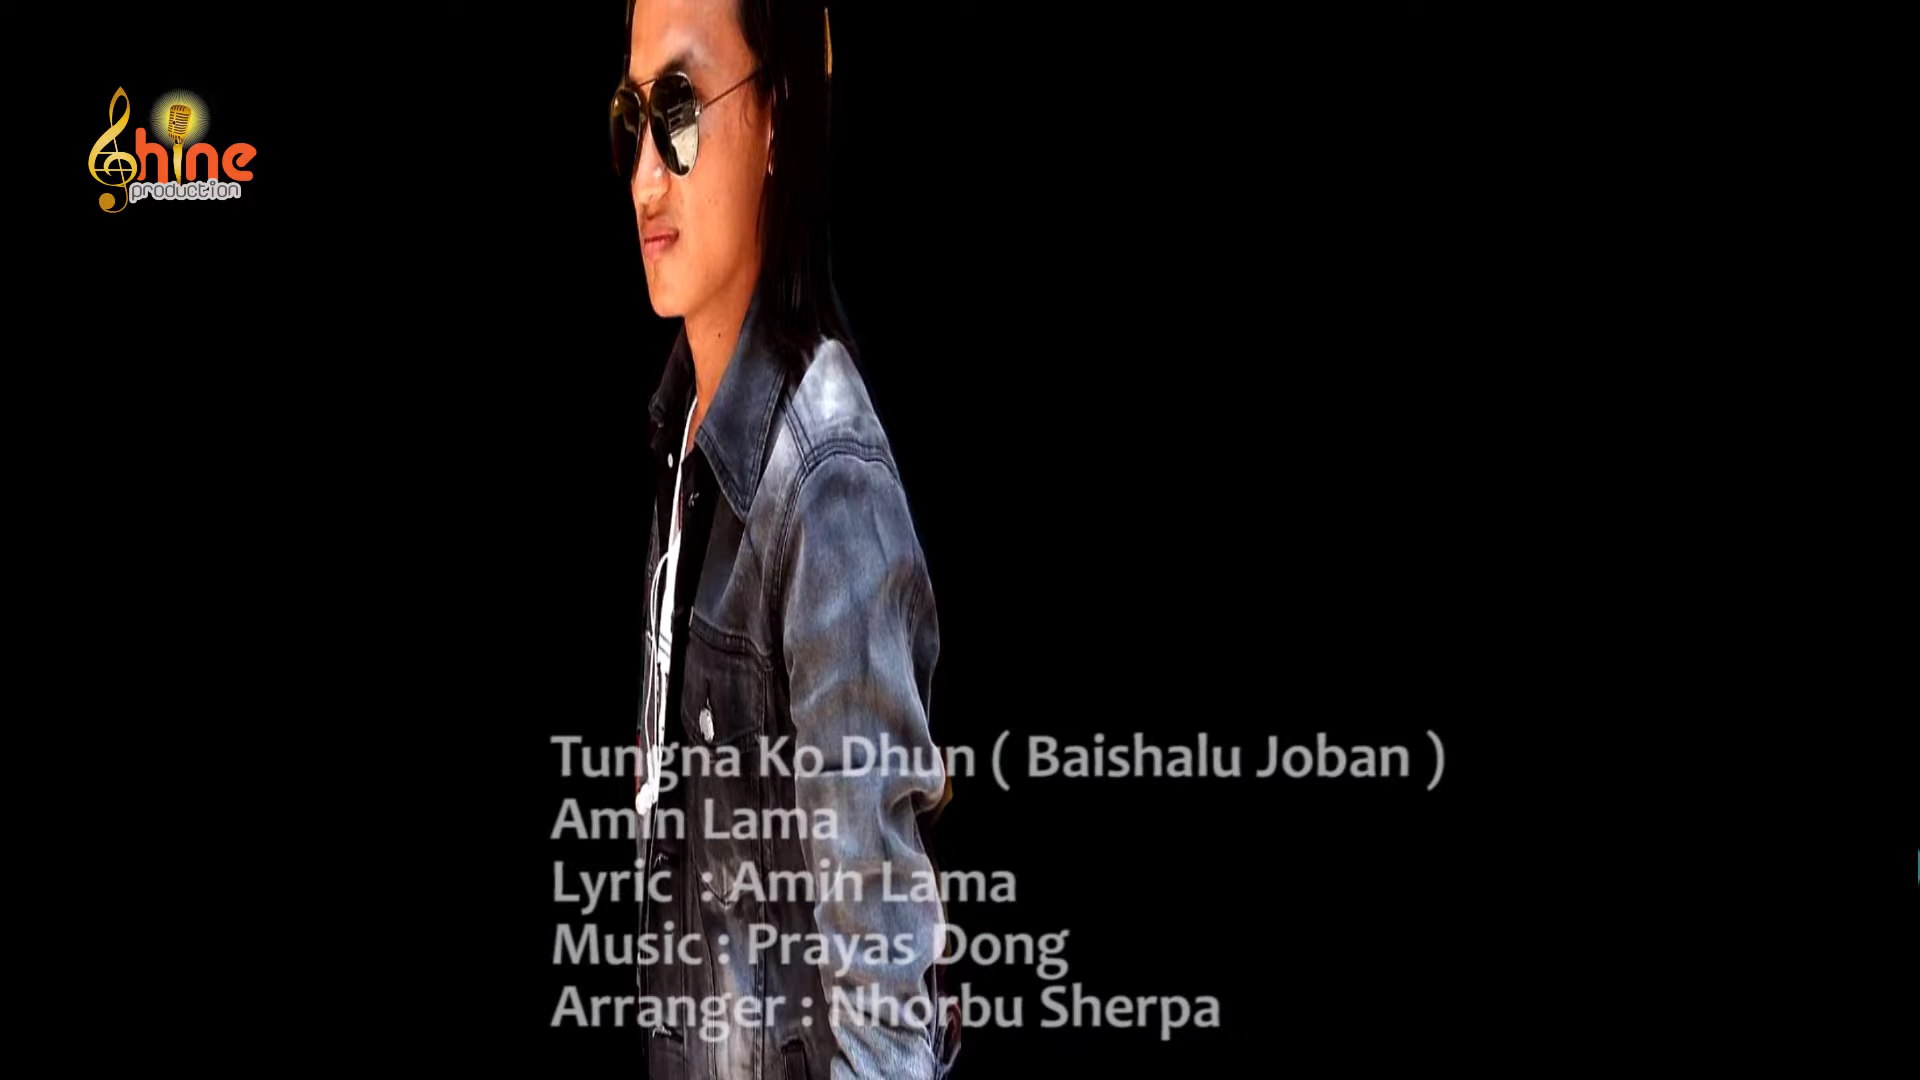 Shine
production
Tungna Ko Dhun ( Baishalu Joban )
Amin Lama
Lyric : Amin Lama
Music : Prayas Dong
Arranger : Nhorbu Sherpa